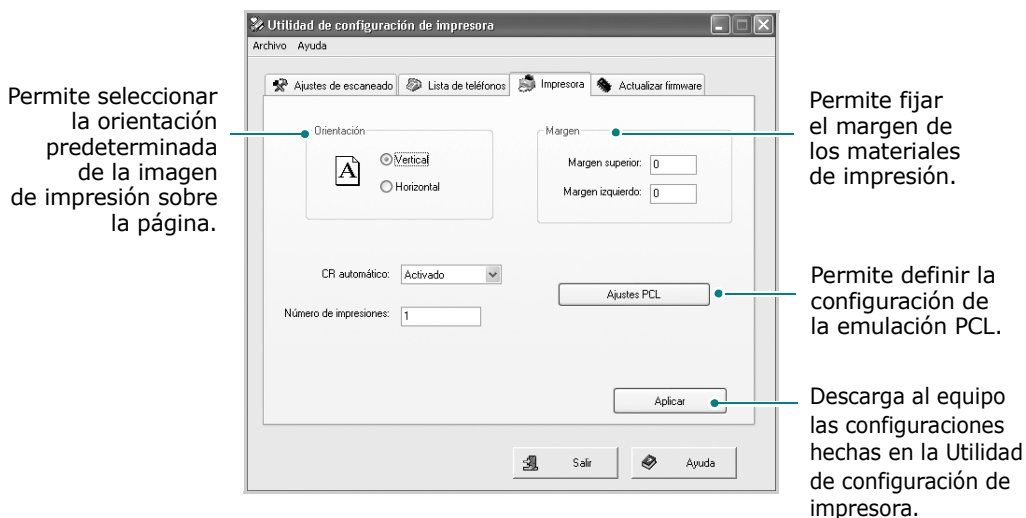 Utilidad de configuración de impresora
Archivo Ayuda
Ajustes de escaneado Lista de teléfonos Impresora Actualizar firmware
Permite seleccionar
la orientación
predeterminada
de la imagen
de impresión sobre
la página.
Orientación
A
Vertical
Horizontal
Margen
Margen superior: 0
Margen izquierdo: 0
Permite fijar
el margen de
los materiales
de impresión.
CR automático: Activado
Número de impresiones: 1
Ajustes PCL
Permite definir la
configuración de
la emulación PCL.
Aplicar
Descarga al equipo
las configuraciones
hechas en la Utilidad
de configuración de
impresora.
Salir Ayuda